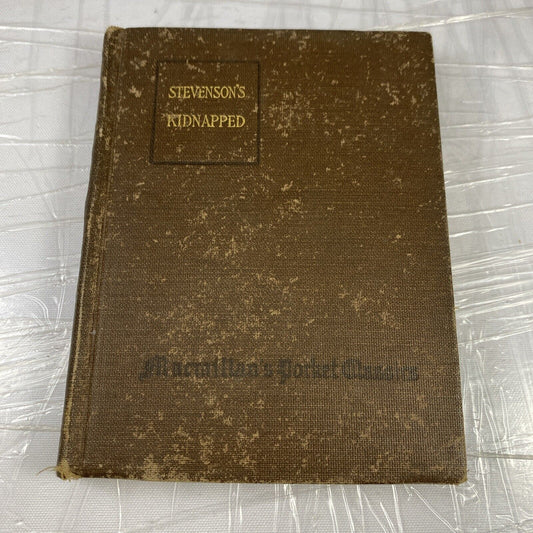 STEVENSON'S
KIDNAPPED
Macmillan's Pocket Classics